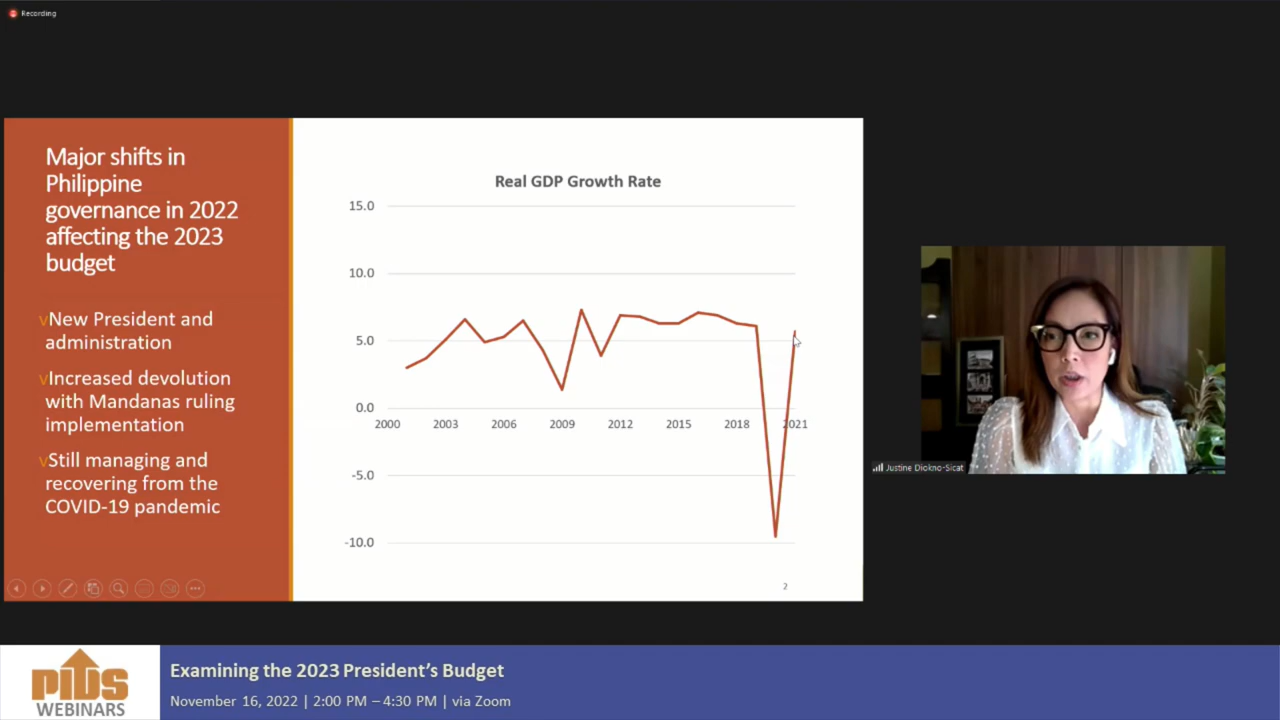 Recording
Major shifts in
Philippine
governance in 2022
affecting the 2023
budget
vNew President and
administration
vIncreased devolution
with Mandanas ruling
implementation
vStill managing and
recovering from the
COVID-19 pandemic
Real GDP Growth Rate
15.0
10.0
5.0
0.0
2000 2003 2006 2009 2012 2015 2018 2021
-5.0
-10.0
2
Justine Diokno-Sicat
PIDS
WEBINARS
Examining the 2023 President’s Budget
November 16, 2022 | 2:00 PM – 4:30 PM | via Zoom